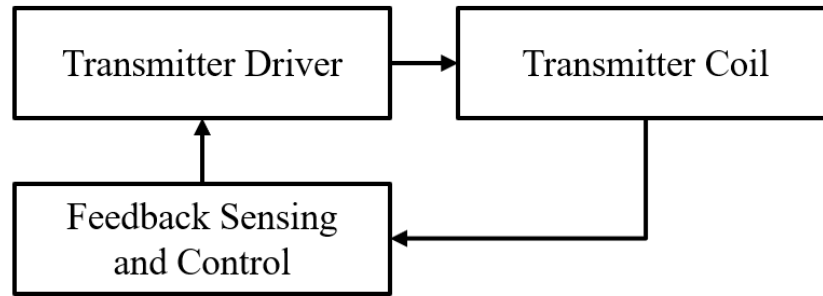 Transmitter Driver
Transmitter Coil
Feedback Sensing
and Control